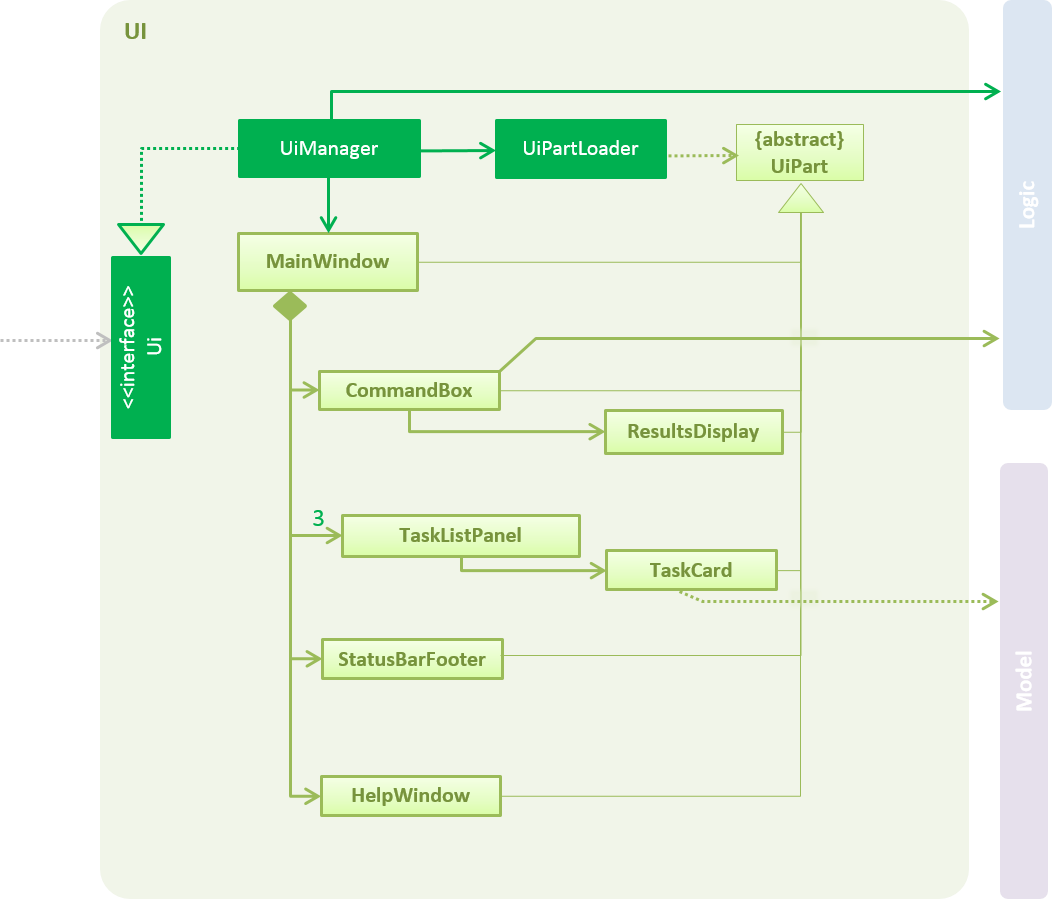 UI
UiManager
UiPartLoader
{abstract}
UiPart
Logic
MainWindow
<<interface>>
Ui
CommandBox
ResultsDisplay
3
TaskListPanel
TaskCard
StatusBarFooter
Model
HelpWindow